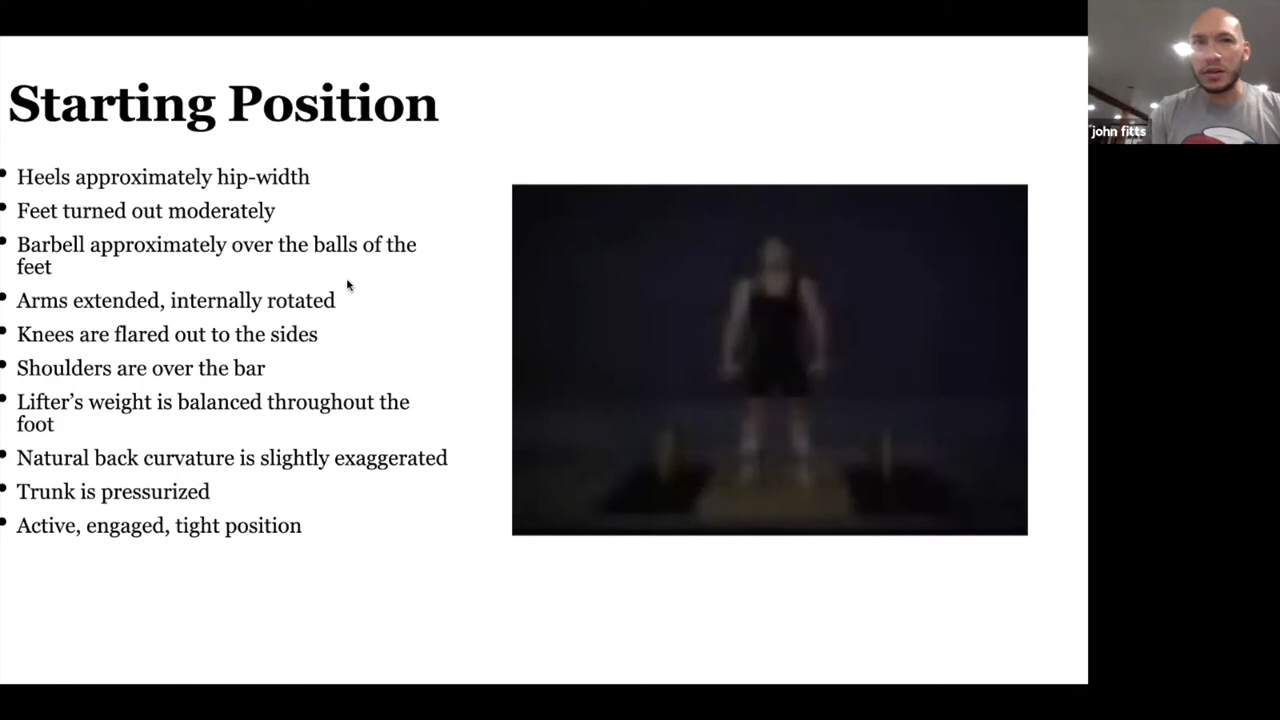 Starting Position
• Heels approximately hip-width
• Feet turned out moderately
• Barbell approximately over the balls of the
feet
• Arms extended, internally rotated
• Knees are flared out to the sides
• Shoulders are over the bar
• Lifter’s weight is balanced throughout the
foot
• Natural back curvature is slightly exaggerated
• Trunk is pressurized
• Active, engaged, tight position
john fitts